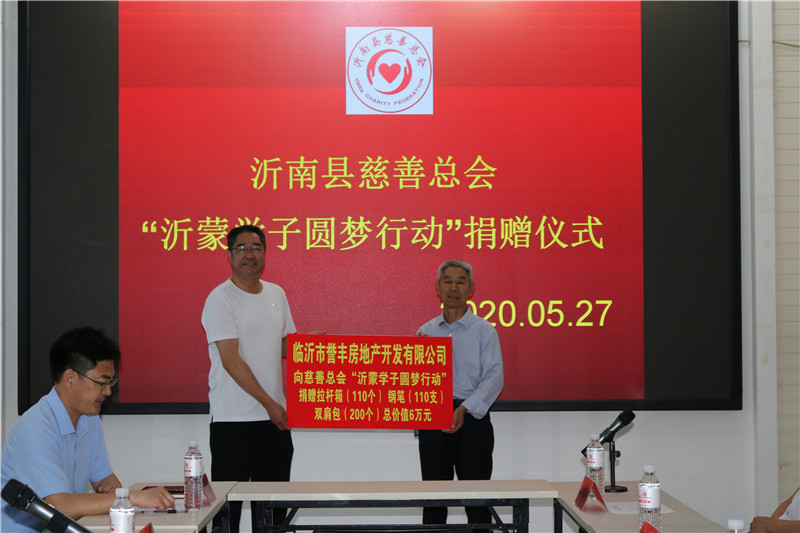 沂南县慈善总会
YINAN CHARITY FEDERATION
沂南县慈善总会
“沂蒙学子圆梦行动”捐赠仪式
2020.05.27
临沂市誉丰房地产开发有限公司
向慈善总会“沂蒙学子圆梦行动”
捐赠拉杆箱（110个）钢笔（110支）
双肩包（200个）总价值6万元